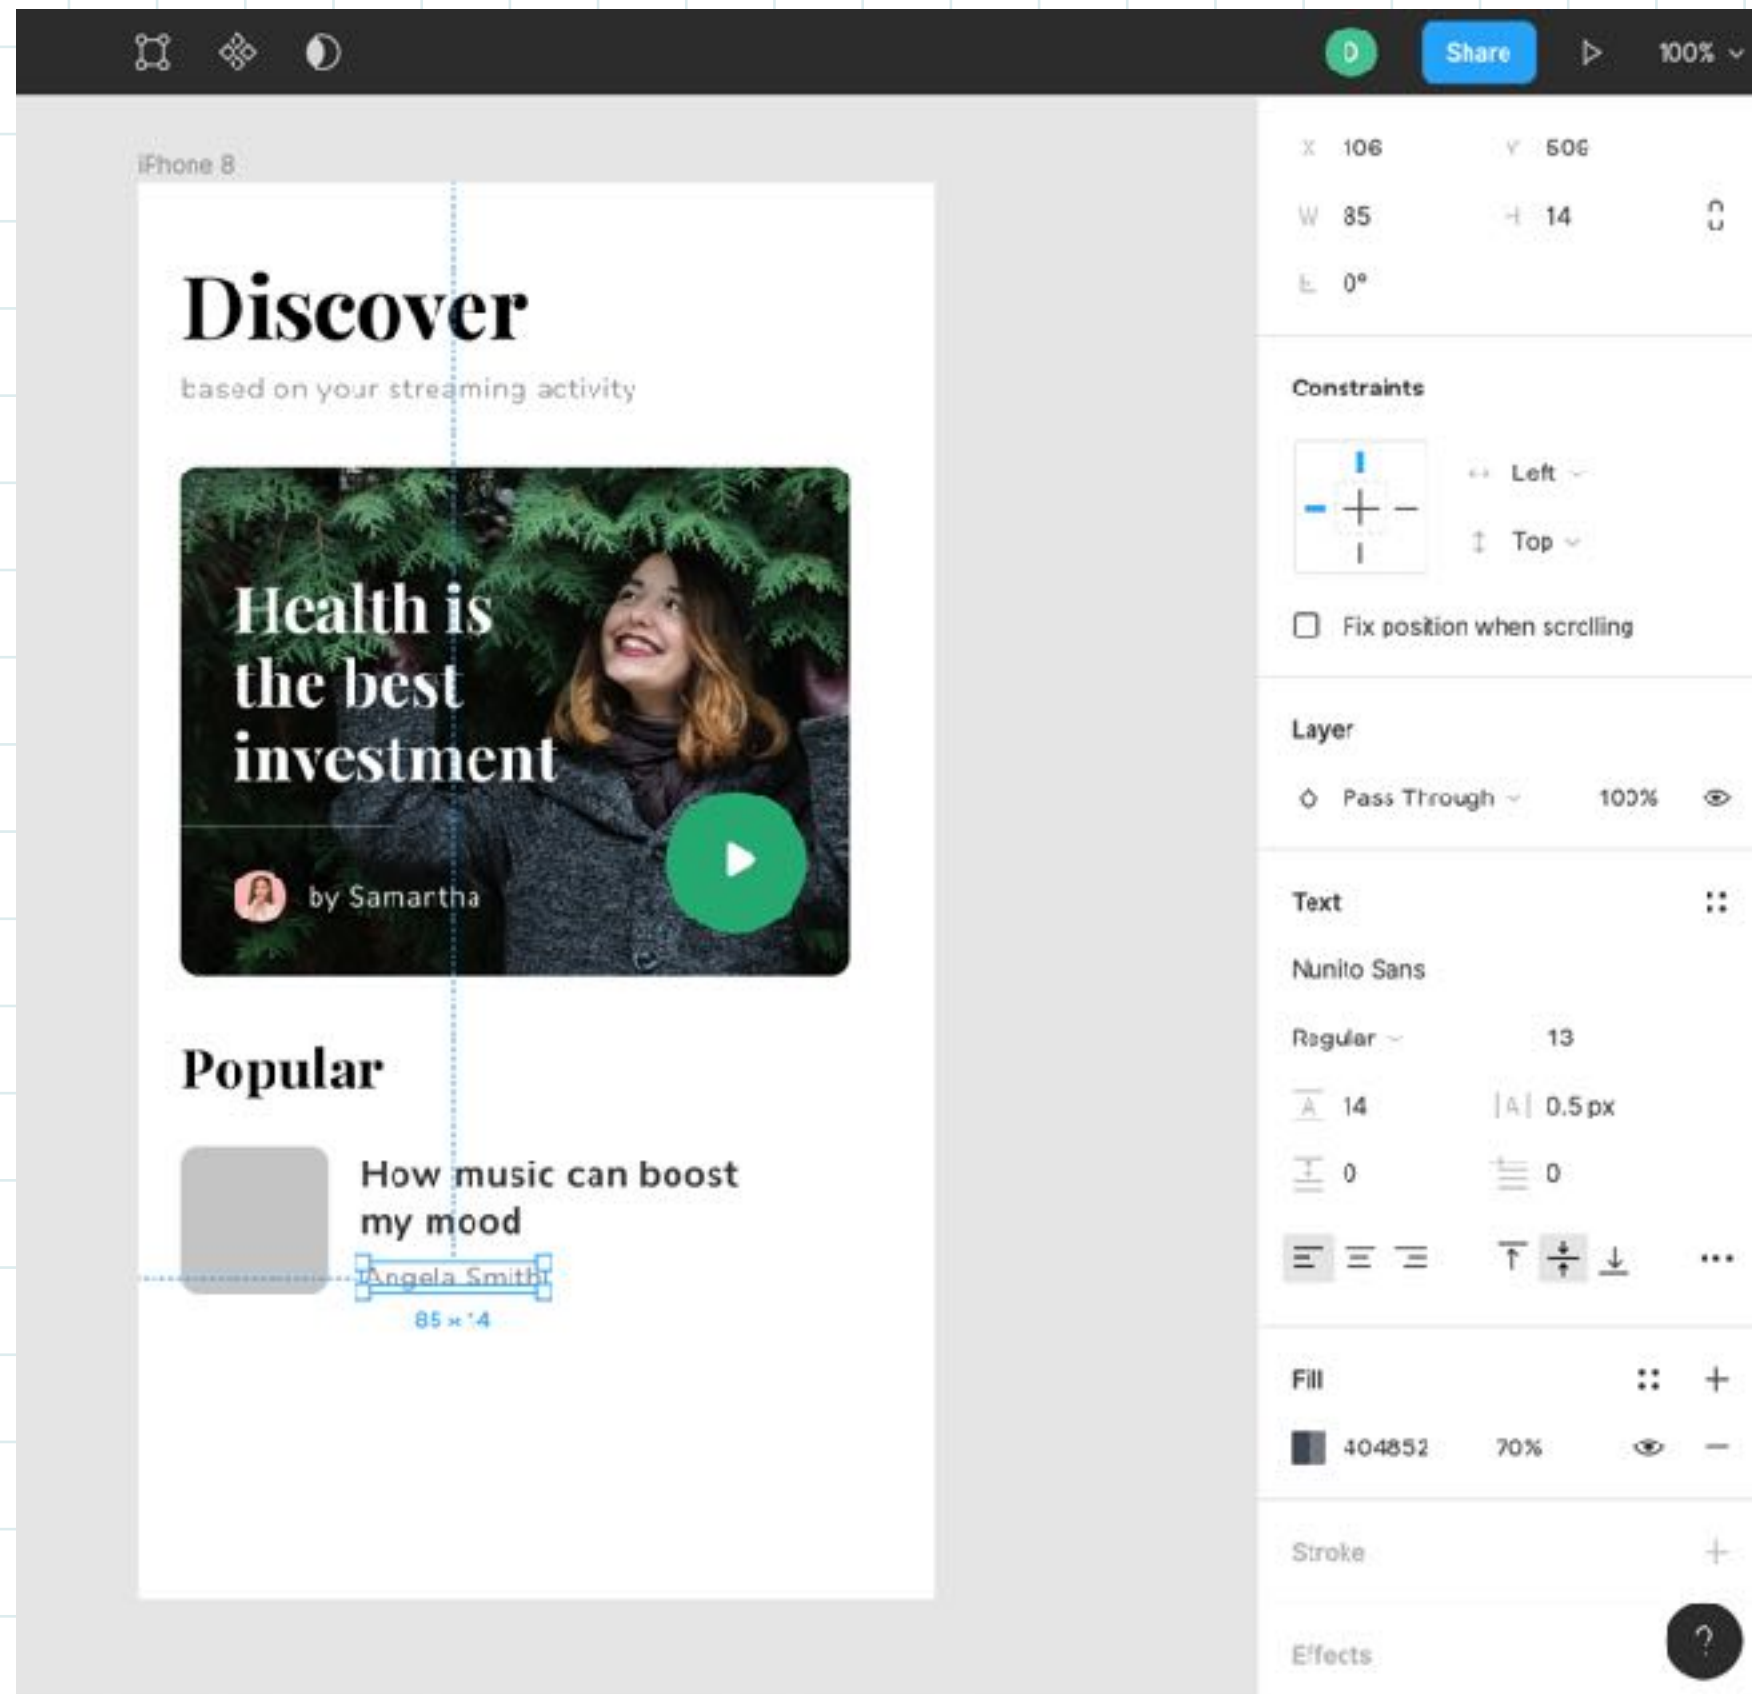 D
Share
100%
iPhone 8
Discover
based on your streaming activity
Health is
the best
investment
by Samartha
Popular
How music can boost
my mood
Angela Smith
85 × 14
X 106 Y 506
W 85 H 14
0°
Constraints
Left
Top
Fix position when scrolling
Layer
Pass Through 100%
Text
Nunito Sans
Regular 13
A 14 |A| 0.5 px
0 0
Fill
404852 70%
Stroke
Effects
?